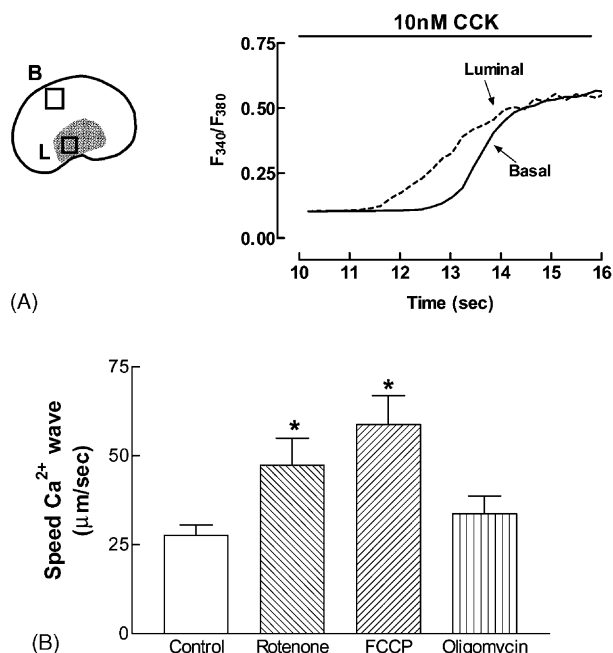 10nM CCK
B
L
F340/F380
0.75
0.50
0.25
0.00
Luminal
Basal
10 11 12 13 14 15 16
Time (sec)
(A)
Speed Ca2+ wave
(μm/sec)
75
50
25
0
*
*
Control Rotenone FCCP Oligomycin
(B)